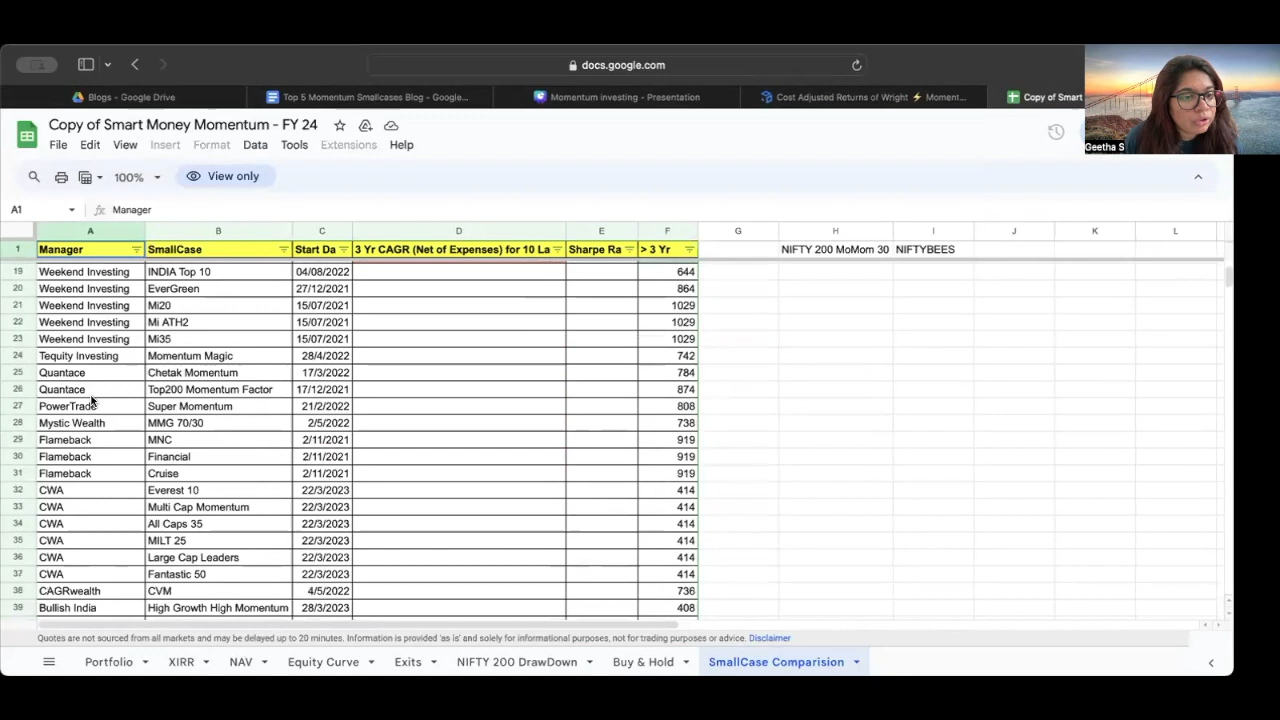 docs.google.com
Blogs - Google Drive
Top 5 Momentum Smallcases Blog - Google...
Momentum investing - Presentation
Cost Adjusted Returns of Wright ⚡ Moment...
Copy of Smart
Geetha S
Copy of Smart Money Momentum - FY 24
File Edit View Insert Format Data Tools Extensions Help
100% View only
A1 fx Manager
A B C D E F G H I J K L
1 Manager SmallCase Start Da 3 Yr CAGR (Net of Expenses) for 10 La Sharpe Ra > 3 Yr NIFTY 200 MoMom 30 NIFTYBEES
19 Weekend Investing INDIA Top 10 04/08/2022 644
20 Weekend Investing EverGreen 27/12/2021 864
21 Weekend Investing Mi20 15/07/2021 1029
22 Weekend Investing Mi ATH2 15/07/2021 1029
23 Weekend Investing Mi35 15/07/2021 1029
24 Tequity Investing Momentum Magic 28/4/2022 742
25 Quantace Chetak Momentum 17/3/2022 784
26 Quantace Top200 Momentum Factor 17/12/2021 874
27 PowerTrade Super Momentum 21/2/2022 808
28 Mystic Wealth MMG 70/30 2/5/2022 738
29 Flameback MNC 2/11/2021 919
30 Flameback Financial 2/11/2021 919
31 Flameback Cruise 2/11/2021 919
32 CWA Everest 10 22/3/2023 414
33 CWA Multi Cap Momentum 22/3/2023 414
34 CWA All Caps 35 22/3/2023 414
35 CWA MILT 25 22/3/2023 414
36 CWA Large Cap Leaders 22/3/2023 414
37 CWA Fantastic 50 22/3/2023 414
38 CAGRwealth CVM 4/5/2022 736
39 Bullish India High Growth High Momentum 28/3/2023 408
Quotes are not sourced from all markets and may be delayed up to 20 minutes. Information is provided 'as is' and solely for informational purposes, not for trading purposes or advice. Disclaimer
Portfolio XIRR NAV Equity Curve Exits NIFTY 200 DrawDown Buy & Hold SmallCase Comparision